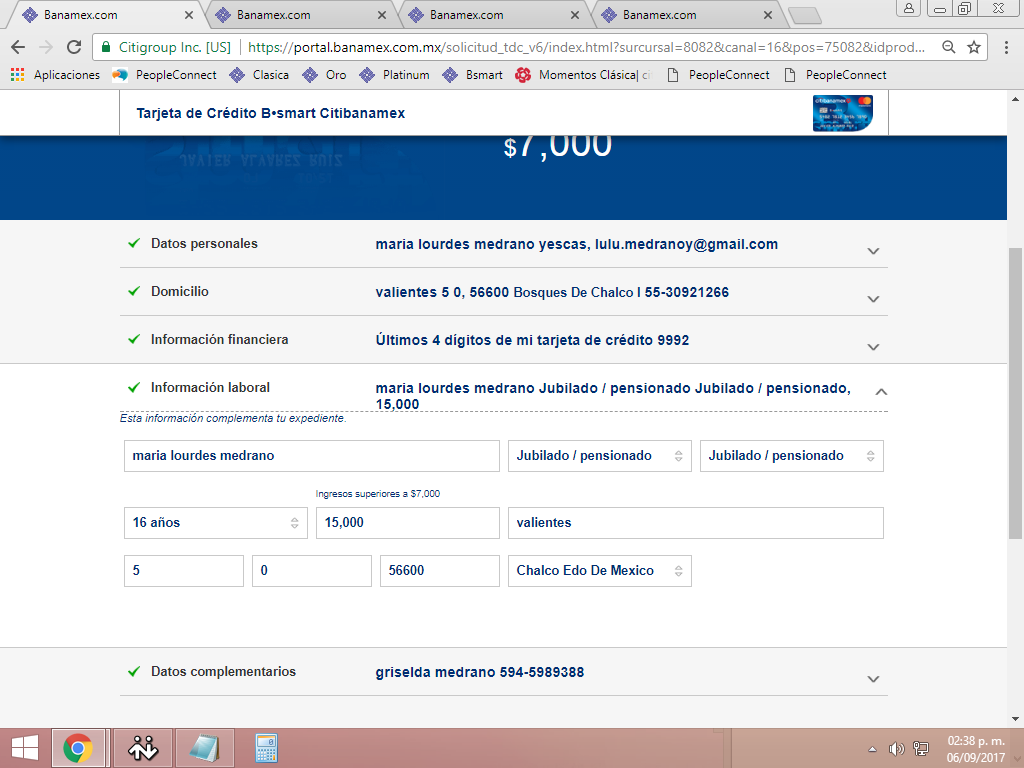 Banamex.com Banamex.com Banamex.com Banamex.com
Citigroup Inc. [US] https://portal.banamex.com.mx/solicitud_tdc_v6/index.html?surcursal=8082&canal=16&pos=75082&idprod...
Aplicaciones PeopleConnect Clasica Oro Platinum Bsmart Momentos Clásica| ci PeopleConnect PeopleConnect
Tarjeta de Crédito B•smart Citibanamex
$7,000
Datos personales maria lourdes medrano yescas, lulu.medranoy@gmail.com
Domicilio valientes 5 0, 56600 Bosques De Chalco I 55-30921266
Información financiera Últimos 4 dígitos de mi tarjeta de crédito 9992
Información laboral maria lourdes medrano Jubilado / pensionado Jubilado / pensionado,
15,000
Esta información complementa tu expediente.
maria lourdes medrano Jubilado / pensionado Jubilado / pensionado
Ingresos superiores a $7,000
16 años 15,000 valientes
5 0 56600 Chalco Edo De Mexico
Datos complementarios griselda medrano 594-5989388
02:38 p. m.
06/09/2017